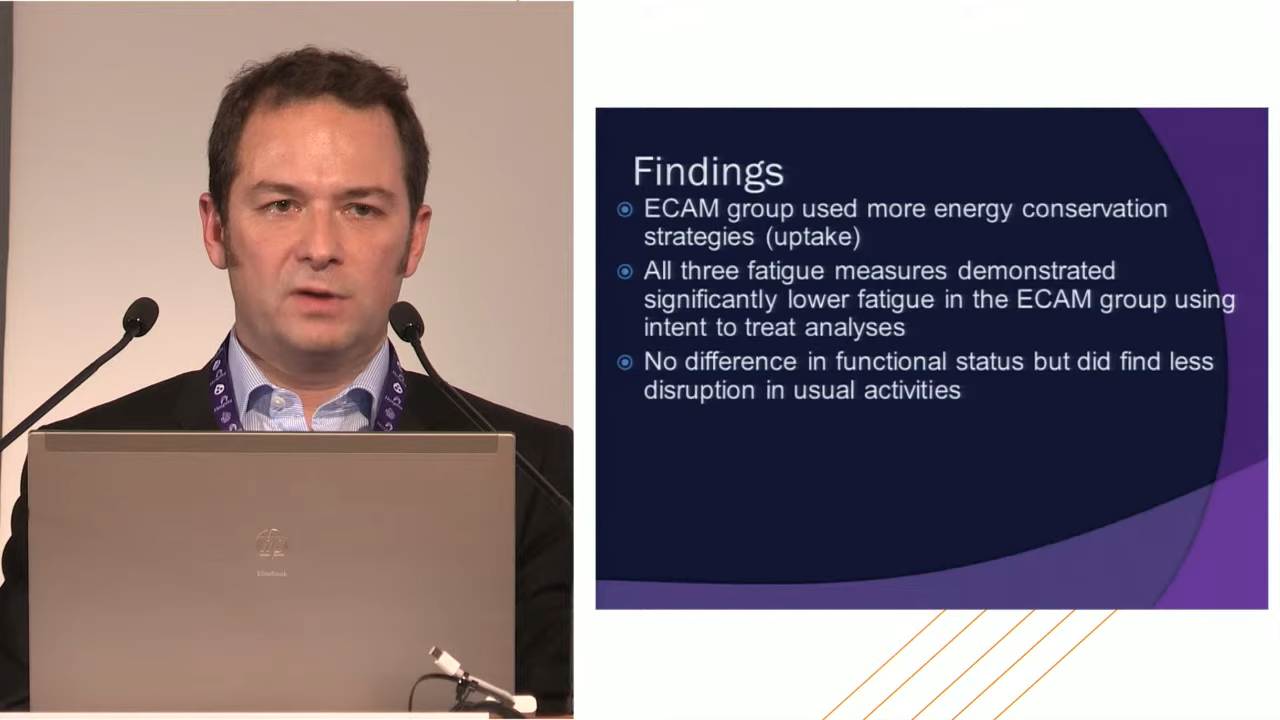 Findings
ECAM group used more energy conservation
strategies (uptake)
All three fatigue measures demonstrated
significantly lower fatigue in the ECAM group using
intent to treat analyses
No difference in functional status but did find less
disruption in usual activities
EliteBook